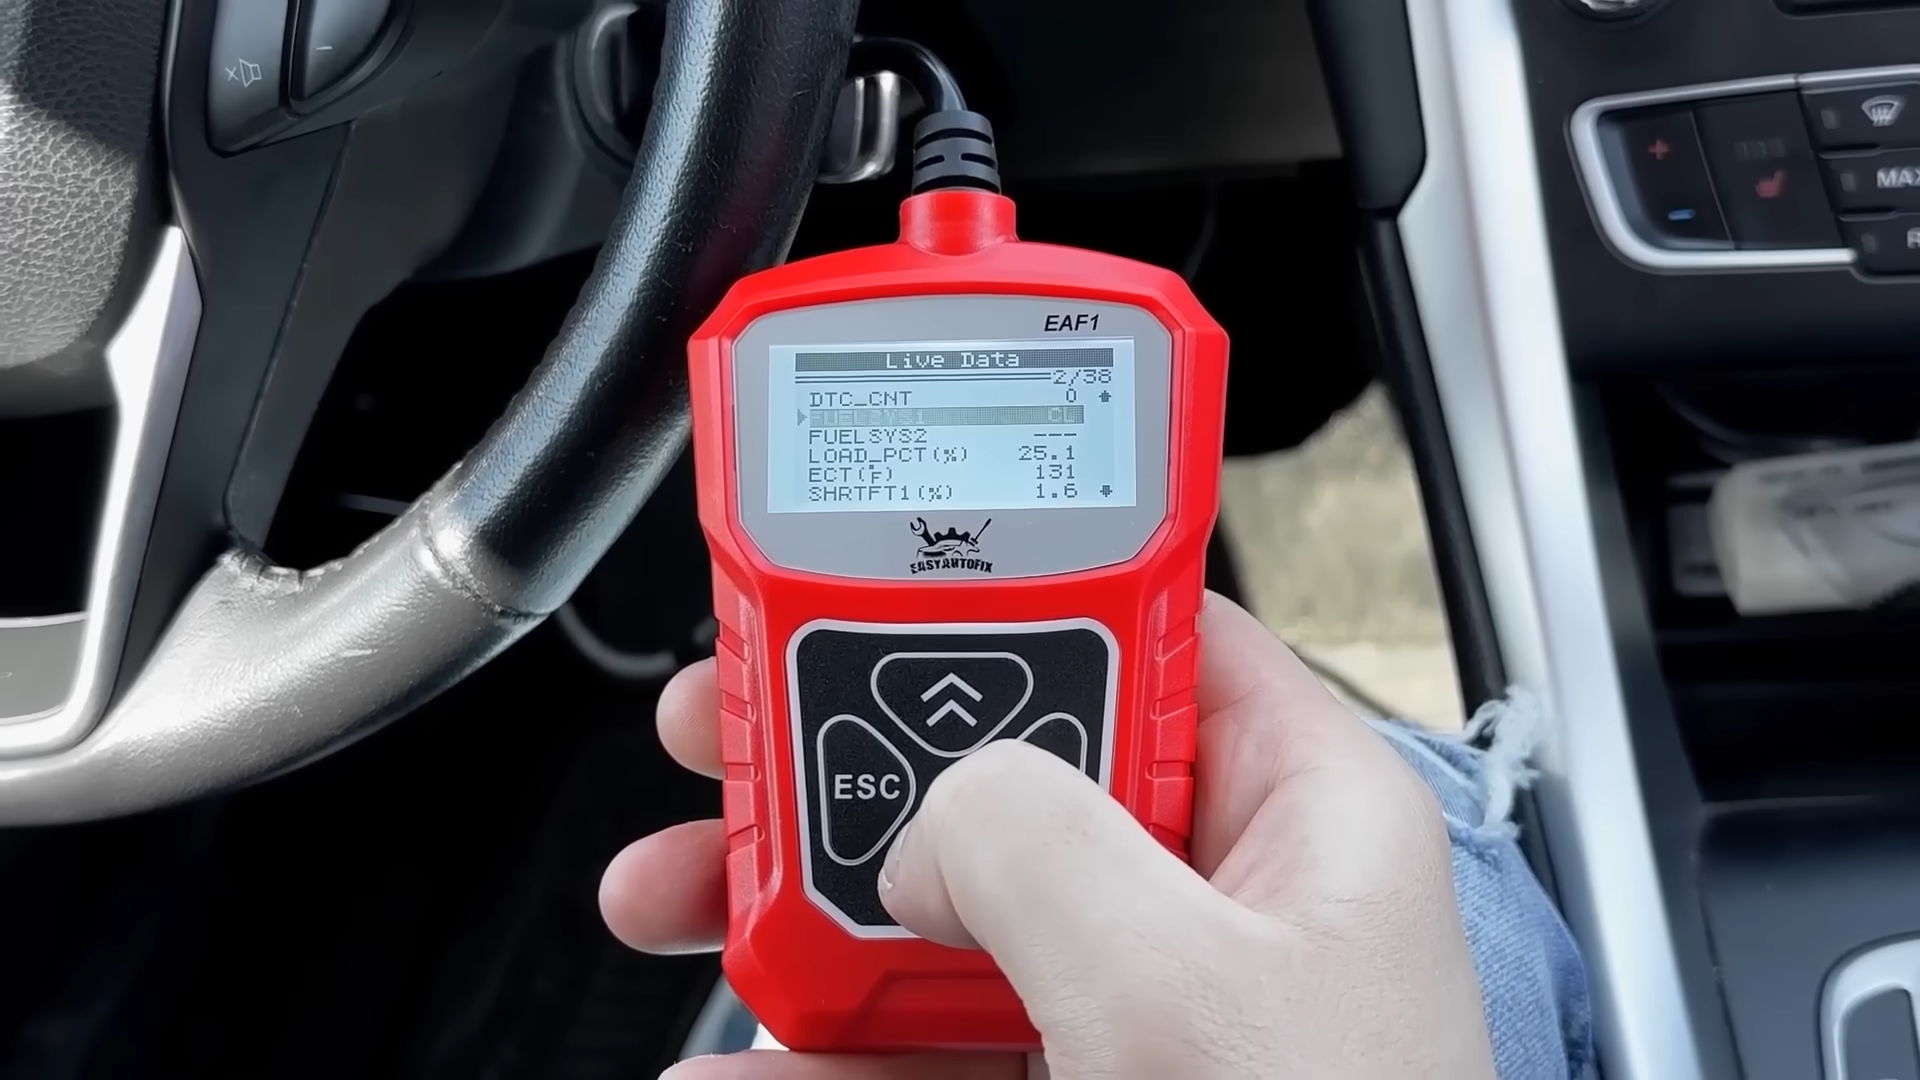 EAF1
Live Data
2/38
DTC_CNT 0
FUELSYS1 CL
FUELSYS2 ---
LOAD_PCT(%) 25.1
ECT(°F) 131
SHRTFT1(%) 1.6
EASYAUTOFIX
ESC
MAX
R